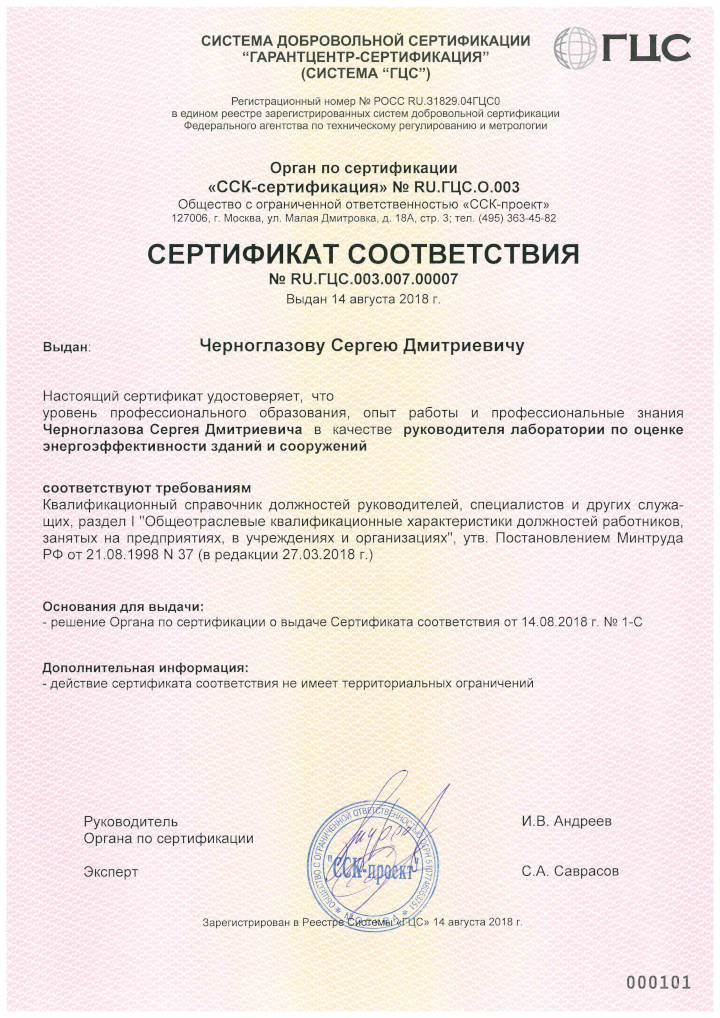 СИСТЕМА ДОБРОВОЛЬНОЙ СЕРТИФИКАЦИИ
“ГАРАНТЦЕНТР-СЕРТИФИКАЦИЯ”
(СИСТЕМА “ГЦС”)
ГЦС
Регистрационный номер № РОСС RU.31829.04ГЦС0
в едином реестре зарегистрированных систем добровольной сертификации
Федерального агентства по техническому регулированию и метрологии
Орган по сертификации
«ССК-сертификация» № RU.ГЦС.О.003
Общество с ограниченной ответственностью «ССК-проект»
127006, г. Москва, ул. Малая Дмитровка, д. 18А, стр. 3; тел. (495) 363-45-82
СЕРТИФИКАТ СООТВЕТСТВИЯ
№ RU.ГЦС.003.007.00007
Выдан 14 августа 2018 г.
Выдан: Черноглазову Сергею Дмитриевичу
Настоящий сертификат удостоверяет, что
уровень профессионального образования, опыт работы и профессиональные знания
Черноглазова Сергея Дмитриевича в качестве руководителя лаборатории по оценке
энергоэффективности зданий и сооружений
соответствуют требованиям
Квалификационный справочник должностей руководителей, специалистов и других служа-
щих, раздел I "Общеотраслевые квалификационные характеристики должностей работников,
занятых на предприятиях, в учреждениях и организациях", утв. Постановлением Минтруда
РФ от 21.08.1998 N 37 (в редакции 27.03.2018 г.)
Основания для выдачи:
- решение Органа по сертификации о выдаче Сертификата соответствия от 14.08.2018 г. № 1-С
Дополнительная информация:
- действие сертификата соответствия не имеет территориальных ограничений
Руководитель
Органа по сертификации
И.В. Андреев
Эксперт
С.А. Саврасов
ОБЩЕСТВО С ОГРАНИЧЕННОЙ ОТВЕТСТВЕННОСТЬЮ
"ССК-проект"
МОСКВА
Зарегистрирован в Реестре Системы «ГЦС» 14 августа 2018 г.
000101